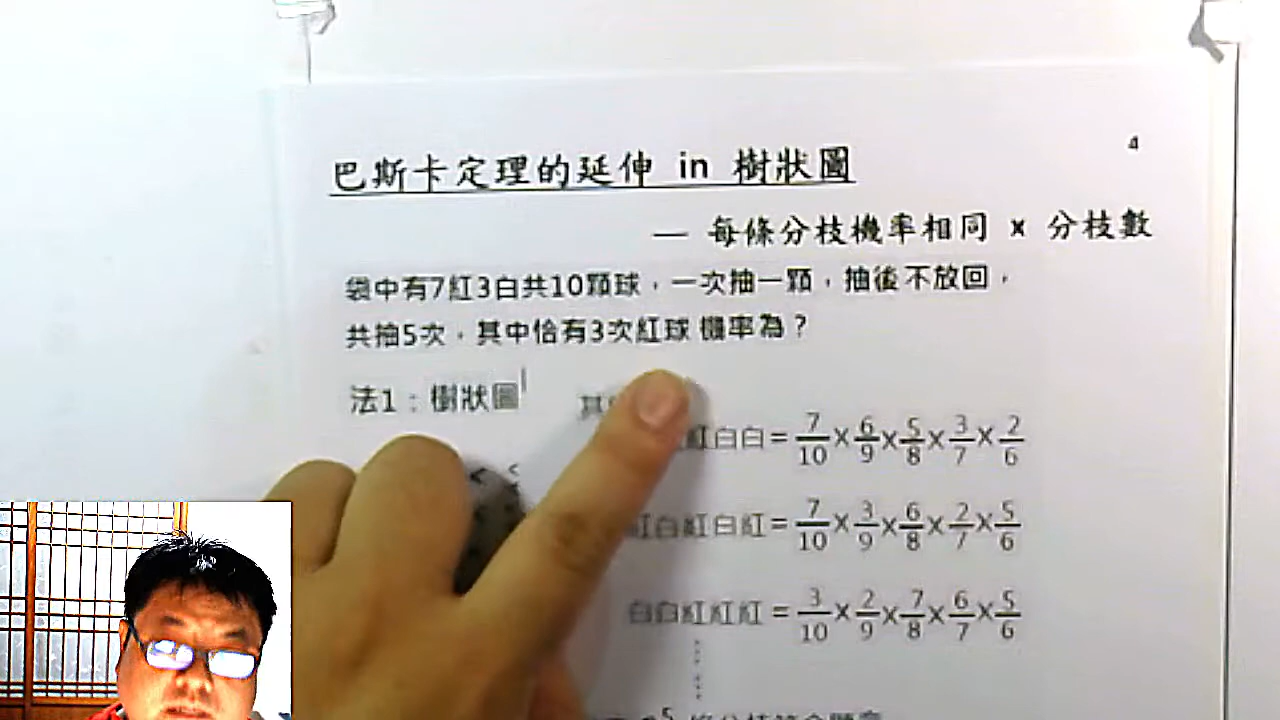 4
巴斯卡定理的延伸 in 樹狀圖
— 每條分枝機率相同 x 分枝數
袋中有7紅3白共10顆球，一次抽一顆，抽後不放回，
共抽5次，其中恰有3次紅球 機率為？
法1：樹狀圖
紅白白 = 7/10 × 6/9 × 5/8 × 3/7 × 2/6
紅白紅白紅 = 7/10 × 3/9 × 6/8 × 2/7 × 5/6
白白紅紅紅 = 3/10 × 2/9 × 7/8 × 6/7 × 5/6